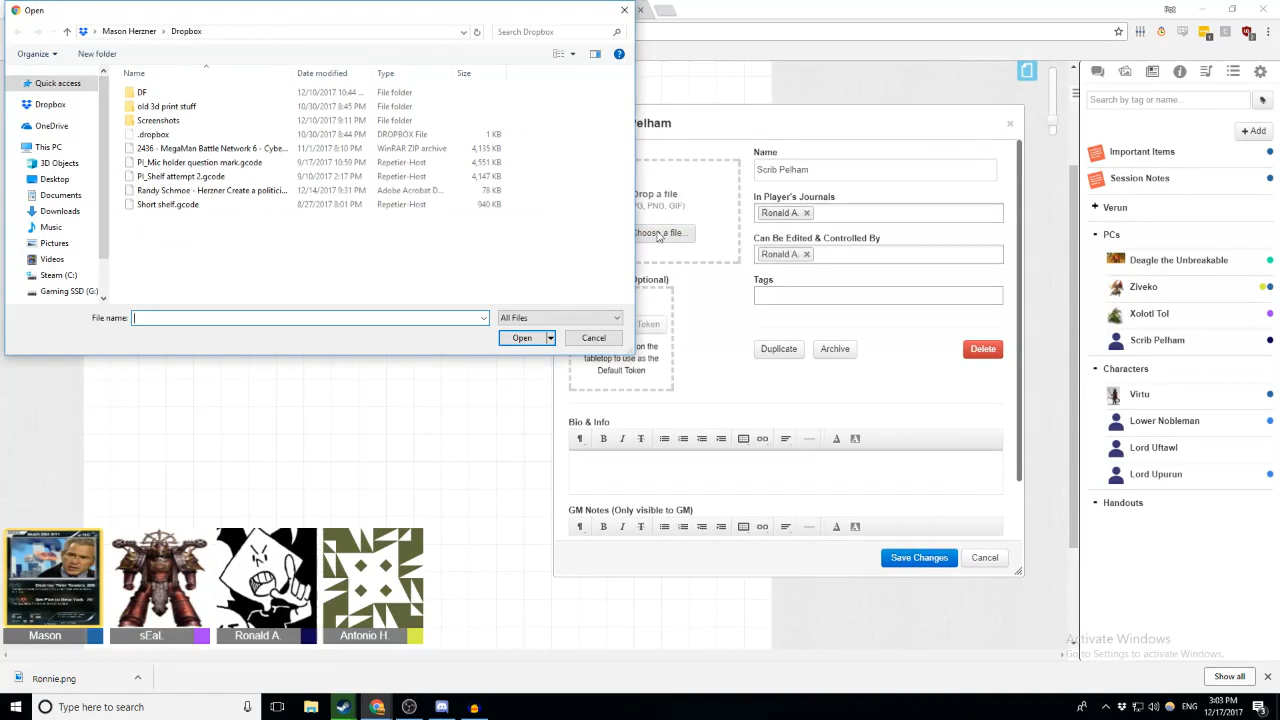 Open
Mason Herzner
Dropbox
Search Dropbox
Organize
New folder
Name
Date modified
Type
Size
DF
12/10/2017 10:44 ...
File folder
old 3d print stuff
10/30/2017 8:45 PM
File folder
Screenshots
12/10/2017 9:11 PM
File folder
.dropbox
10/30/2017 8:44 PM
DROPBOX File
1 KB
2436 - MegaMan Battle Network 6 - Cybe...
11/1/2017 8:10 PM
WinRAR ZIP archive
4,135 KB
PI_Mic holder question mark.gcode
9/17/2017 10:59 PM
Repetier-Host
4,551 KB
PI_Shelf attempt 2.gcode
9/10/2017 2:17 PM
Repetier-Host
4,147 KB
Randy Schmoe - Herzner Create a politici...
12/14/2017 9:31 PM
Adobe Acrobat D...
78 KB
Short shelf.gcode
8/27/2017 8:01 PM
Repetier-Host
940 KB
Quick access
Dropbox
OneDrive
This PC
3D Objects
Desktop
Documents
Downloads
Music
Pictures
Videos
Steam (C:)
Gaming SSD (G:)
File name:
All Files
Open
Cancel
Pelham
Drop a file
PG, PNG, GIF)
Choose a file...
Optional)
Token
on the
tabletop to use as the
Default Token
Name
Scrib Pelham
In Player's Journals
Ronald A.
Can Be Edited & Controlled By
Ronald A.
Tags
Duplicate
Archive
Delete
Bio & Info
GM Notes (Only visible to GM)
Save Changes
Cancel
Search by tag or name...
+ Add
Important Items
Session Notes
Verun
PCs
Deagle the Unbreakable
Ziveko
Xolotl Tol
Scrib Pelham
Characters
Virtu
Lower Nobleman
Lord Uftawl
Lord Upurun
Handouts
Mason
sEal.
Ronald A.
Antonio H.
Activate Windows
Go to Settings to activate Windows.
Ronnie.png
Show all
Type here to search
ENG
3:03 PM
12/17/2017